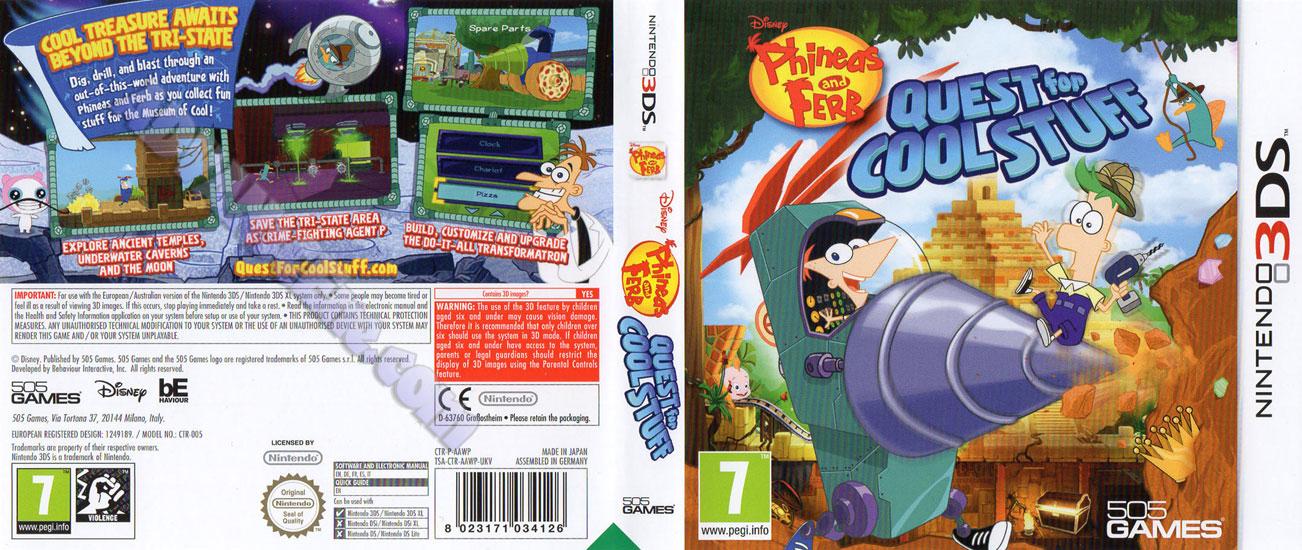 COOL TREASURE AWAITS
BEYOND THE TRI-STATE
Dig, drill, and blast through an
out-of-this-world adventure with
Phineas and Ferb as you collect fun
stuff for the Museum of Cool!
Spare Parts
Clock
Chariot
Pizza
EXPLORE ANCIENT TEMPLES,
UNDERWATER CAVERNS
AND THE MOON
SAVE THE TRI-STATE AREA
AS CRIME-FIGHTING AGENT P
BUILD, CUSTOMIZE AND UPGRADE
THE DO-IT-ALL TRANSFORMATRON
QuestForCoolStuff.com
IMPORTANT: For use with the European/Australian version of the Nintendo 3DS/Nintendo 3DS XL system only. • Some people may become tired or
feel ill as a result of viewing 3D images. If this occurs, stop playing immediately and take a rest. • Read the information in the electronic manual and
the Health and Safety Information application on your system before setup or use of your system. • THIS PRODUCT CONTAINS TECHNICAL PROTECTION
MEASURES. ANY UNAUTHORISED TECHNICAL MODIFICATION TO YOUR SYSTEM OR THE USE OF AN UNAUTHORISED DEVICE WITH YOUR SYSTEM MAY
RENDER THIS GAME AND/OR YOUR SYSTEM UNPLAYABLE.
© Disney. Published by 505 Games. 505 Games and the 505 Games logo are registered trademarks of 505 Games s.r.l. All rights reserved.
Developed by Behaviour Interactive, Inc. All rights reserved.
505
GAMES
Disney
bE
HAVIOUR
505 Games, Via Tortona 37, 20144 Milano, Italy.
EUROPEAN REGISTERED DESIGN: 1249189. / MODEL NO.: CTR-005
Trademarks are property of their respective owners.
Nintendo 3DS is a trademark of Nintendo.
7
www.pegi.info
VIOLENCE
LICENSED BY
Nintendo
Original
Nintendo
Seal of
Quality
SOFTWARE AND ELECTRONIC MANUAL
EN, DE, FR, ES, IT
QUICK GUIDE
EN
Can be used with
Nintendo 3DS/Nintendo 3DS XL
Nintendo DSi/Nintendo DSi XL
Nintendo DS/Nintendo DS Lite
Contains 3D images? YES
WARNING: The use of the 3D feature by children
aged six and under may cause vision damage.
Therefore it is recommended that only children over
six should use the system in 3D mode. If children
aged six and under have access to the system,
parents or legal guardians should restrict the
display of 3D images using the Parental Controls
feature.
CE
Nintendo
D-63760 Großostheim • Please retain the packaging.
CTR-P-AAWP
TSA-CTR-AAWP-UKV
MADE IN JAPAN
ASSEMBLED IN GERMANY
8 023171 034126
NINTENDO 3DS™
Disney
Phineas
and
FERB
Disney
Phineas
and
FERB
QUEST for
COOL STUFF
505
GAMES
Disney
Phineas
and
FERB
QUEST for
COOL STUFF
7
www.pegi.info
505
GAMES
NINTENDO 3DS™